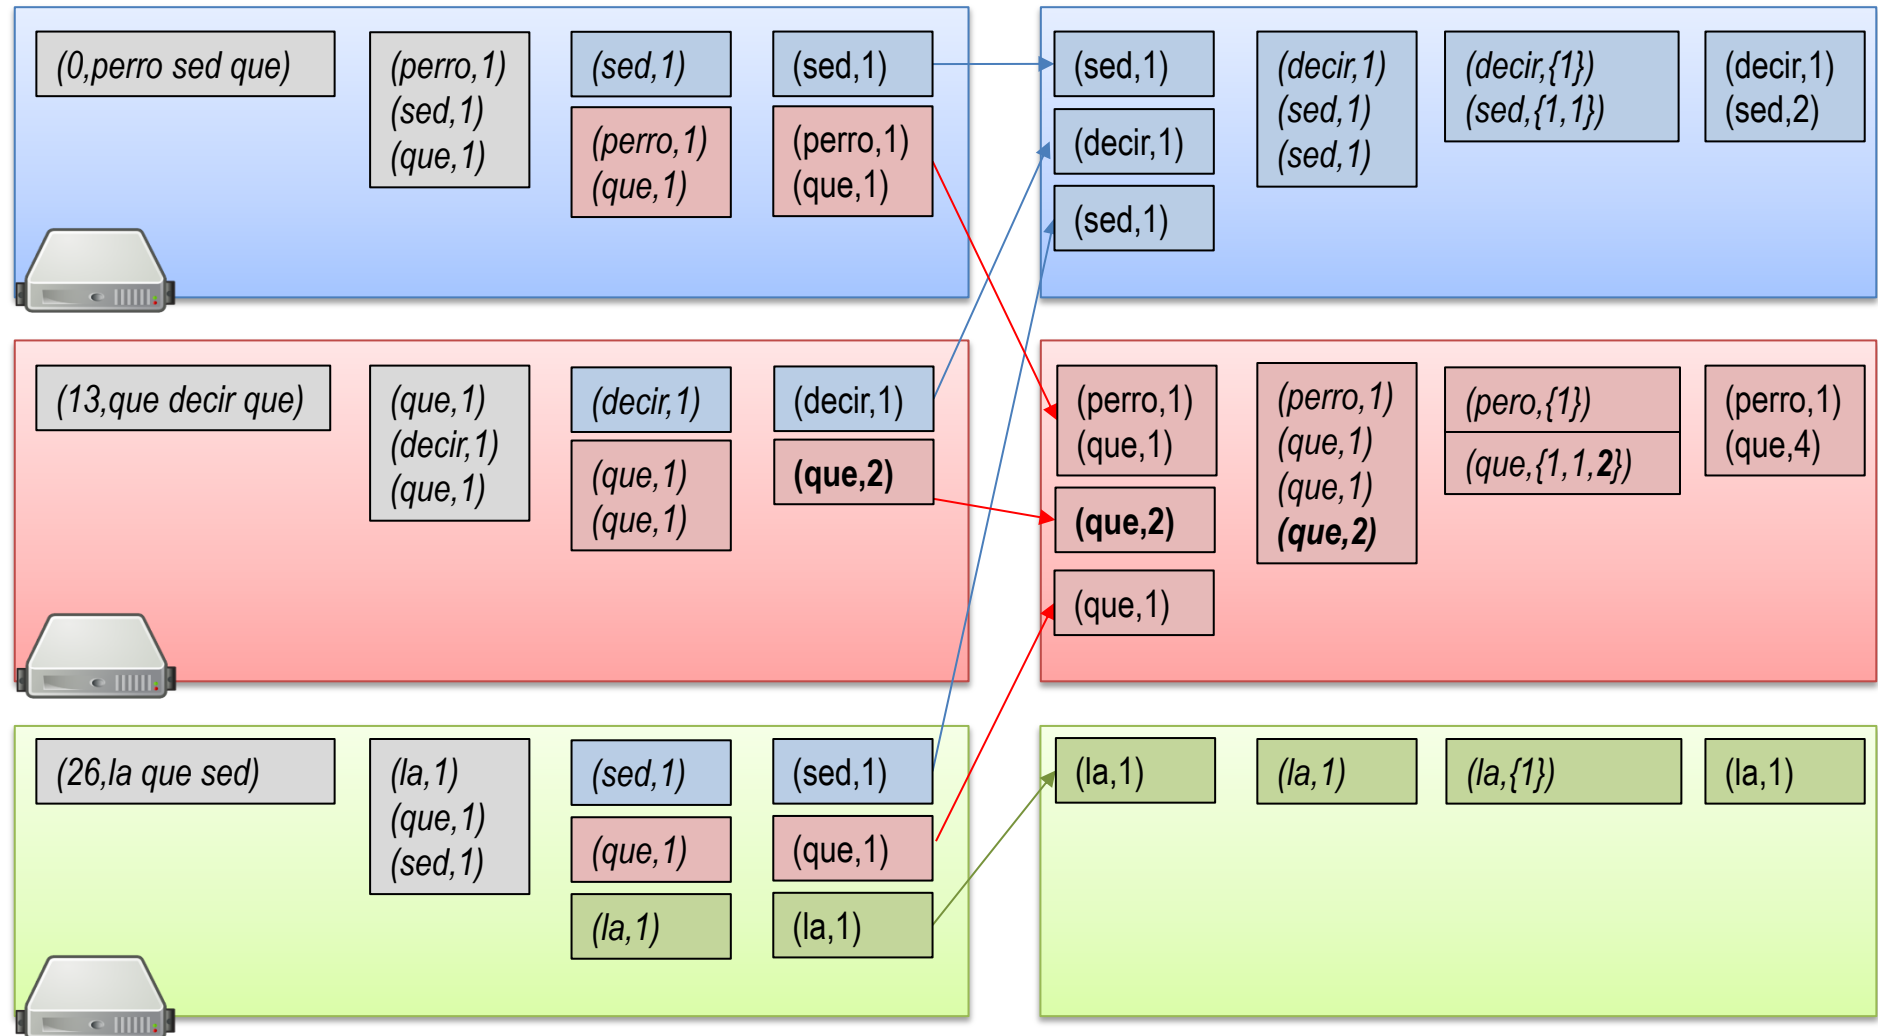 (0,perro sed que)
(perro,1)
(sed,1)
(que,1)
(sed,1)
(perro,1)
(que,1)
(sed,1)
(perro,1)
(que,1)
(sed,1)
(decir,1)
(sed,1)
(decir,1)
(sed,1)
(sed,1)
(decir,{1})
(sed,{1,1})
(decir,1)
(sed,2)
(13,que decir que)
(que,1)
(decir,1)
(que,1)
(decir,1)
(que,1)
(que,1)
(decir,1)
(que,2)
(perro,1)
(que,1)
(que,2)
(que,1)
(perro,1)
(que,1)
(que,1)
(que,2)
(pero,{1})
(que,{1,1,2})
(perro,1)
(que,4)
(26,la que sed)
(la,1)
(que,1)
(sed,1)
(sed,1)
(que,1)
(la,1)
(sed,1)
(que,1)
(la,1)
(la,1)
(la,1)
(la,{1})
(la,1)